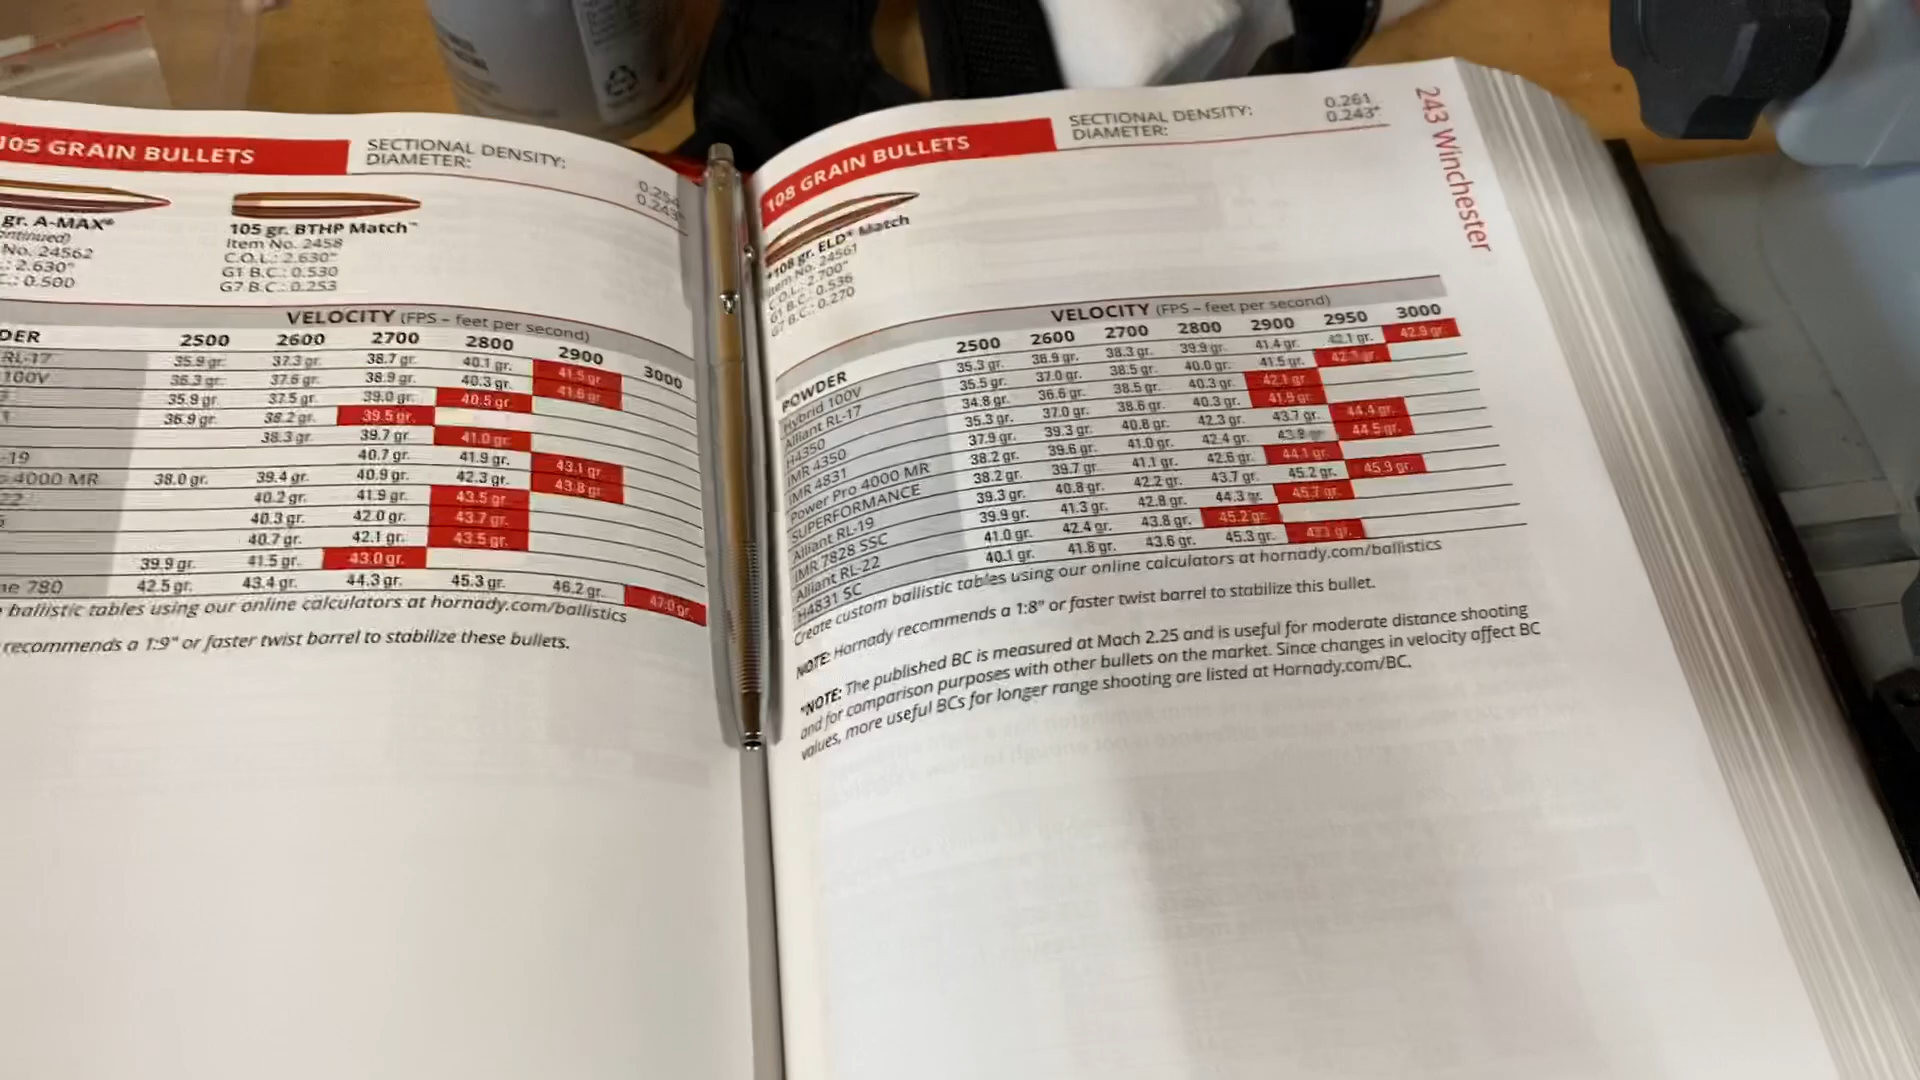 105 GRAIN BULLETS
SECTIONAL DENSITY:
DIAMETER:
gr. A-MAX®
No. 24562
2.630"
0.500
105 gr. BTHP Match™
Item No. 2458
C.O.L.: 2.630"
G1 B.C.: 0.530
G7 B.C.: 0.253
VELOCITY (FPS – feet per second)
DER 2500 2600 2700 2800 2900 3000
RL-17 35.9 gr. 37.3 gr. 38.7 gr. 40.1 gr. 41.5 gr.
100V 36.3 gr. 37.6 gr. 38.9 gr. 40.3 gr. 41.6 gr.
35.9 gr. 37.5 gr. 39.0 gr. 40.5 gr.
36.9 gr. 38.2 gr. 39.5 gr.
38.3 gr. 39.7 gr. 41.0 gr.
-19 40.7 gr. 41.9 gr. 43.1 gr.
4000 MR 38.0 gr. 39.4 gr. 40.9 gr. 42.3 gr. 43.8 gr.
40.2 gr. 41.9 gr. 43.5 gr.
40.3 gr. 42.0 gr. 43.7 gr.
40.7 gr. 42.1 gr. 43.5 gr.
39.9 gr. 41.5 gr. 43.0 gr.
ne 780 42.5 gr. 43.4 gr. 44.3 gr. 45.3 gr. 46.2 gr. 47.0 gr.
ballistic tables using our online calculators at hornady.com/ballistics
recommends a 1:9" or faster twist barrel to stabilize these bullets.
243 Winchester
108 GRAIN BULLETS
SECTIONAL DENSITY: 0.261
DIAMETER: 0.243"
108 gr. ELD® Match
Item No. 24561
C.O.L.: 2.700"
G1 B.C.: 0.536
G7 B.C.: 0.270
VELOCITY (FPS – feet per second)
POWDER 2500 2600 2700 2800 2900 2950 3000
Hybrid 100V 35.3 gr. 36.9 gr. 38.3 gr. 39.9 gr. 41.4 gr. 42.1 gr. 42.9 gr.
Alliant RL-17 35.5 gr. 37.0 gr. 38.5 gr. 40.0 gr. 41.5 gr.
H4350 34.8 gr. 36.6 gr. 38.5 gr. 40.3 gr. 42.1 gr.
IMR 4350 35.3 gr. 37.0 gr. 38.6 gr. 40.3 gr. 41.9 gr.
IMR 4831 37.9 gr. 39.3 gr. 40.8 gr. 42.3 gr. 43.7 gr. 44.4 gr.
Power Pro 4000 MR 38.2 gr. 39.6 gr. 41.0 gr. 42.4 gr. 44.5 gr.
SUPERFORMANCE 38.2 gr. 39.7 gr. 41.1 gr. 42.6 gr. 44.1 gr.
Alliant RL-19 39.3 gr. 40.8 gr. 42.2 gr. 43.7 gr. 45.2 gr. 45.9 gr.
IMR 7828 SSC 39.9 gr. 41.3 gr. 42.8 gr. 44.3 gr. 45.7 gr.
Alliant RL-22 41.0 gr. 42.4 gr. 43.8 gr. 45.2 gr.
H4831 SC 40.1 gr. 41.8 gr. 43.6 gr. 45.3 gr.
Create custom ballistic tables using our online calculators at hornady.com/ballistics
NOTE: Hornady recommends a 1:8" or faster twist barrel to stabilize this bullet.
*NOTE: The published BC is measured at Mach 2.25 and is useful for moderate distance shooting
and for comparison purposes with other bullets on the market. Since changes in velocity affect BC
values, more useful BCs for longer range shooting are listed at Hornady.com/BC.